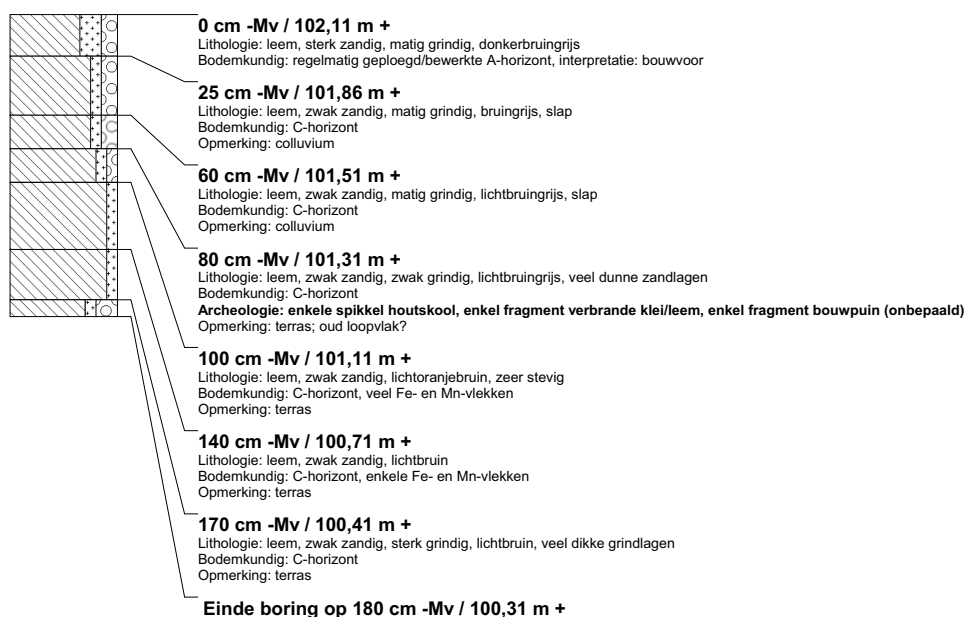 0 cm -Mv / 102,11 m +
Lithologie: leem, sterk zandig, matig grindig, donkerbruingrijs
Bodemkundig: regelmatig geploegd/bewerkte A-horizont, interpretatie: bouwvoor
25 cm -Mv / 101,86 m +
Lithologie: leem, zwak zandig, matig grindig, bruingrijs, slap
Bodemkundig: C-horizont
Opmerking: colluvium
60 cm -Mv / 101,51 m +
Lithologie: leem, zwak zandig, matig grindig, lichtbruingrijs, slap
Bodemkundig: C-horizont
Opmerking: colluvium
80 cm -Mv / 101,31 m +
Lithologie: leem, zwak zandig, zwak grindig, lichtbruingrijs, veel dunne zandlagen
Bodemkundig: C-horizont
Archeologie: enkele spikkel houtskool, enkel fragment verbrande klei/leem, enkel fragment bouwpuin (onbepaald)
Opmerking: terras; oud loopvlak?
100 cm -Mv / 101,11 m +
Lithologie: leem, zwak zandig, lichtoranjebruin, zeer stevig
Bodemkundig: C-horizont, veel Fe- en Mn-vlekken
Opmerking: terras
140 cm -Mv / 100,71 m +
Lithologie: leem, zwak zandig, lichtbruin
Bodemkundig: C-horizont, enkele Fe- en Mn-vlekken
Opmerking: terras
170 cm -Mv / 100,41 m +
Lithologie: leem, zwak zandig, sterk grindig, lichtbruin, veel dikke grindlagen
Bodemkundig: C-horizont
Opmerking: terras
Einde boring op 180 cm -Mv / 100,31 m +